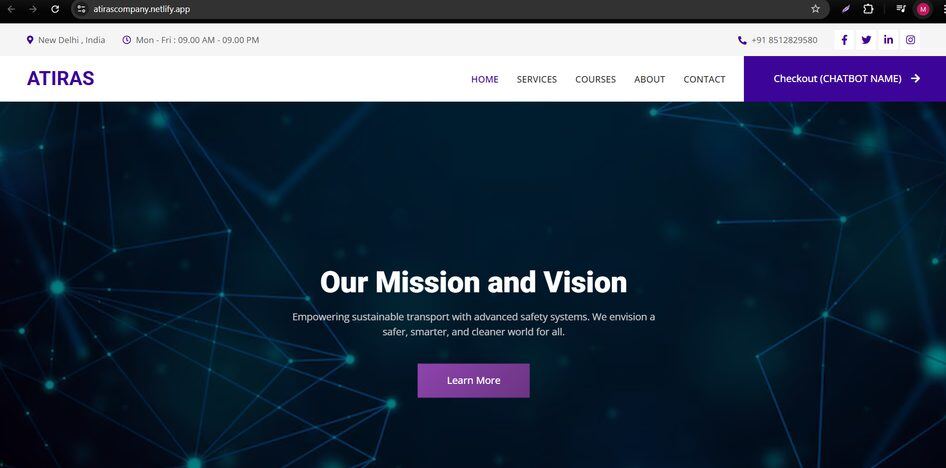 atirascompany.netlify.app
M
New Delhi , India Mon - Fri : 09.00 AM - 09.00 PM +91 8512829580
ATIRAS HOME SERVICES COURSES ABOUT CONTACT Checkout (CHATBOT NAME)
Our Mission and Vision
Empowering sustainable transport with advanced safety systems. We envision a
safer, smarter, and cleaner world for all.
Learn More